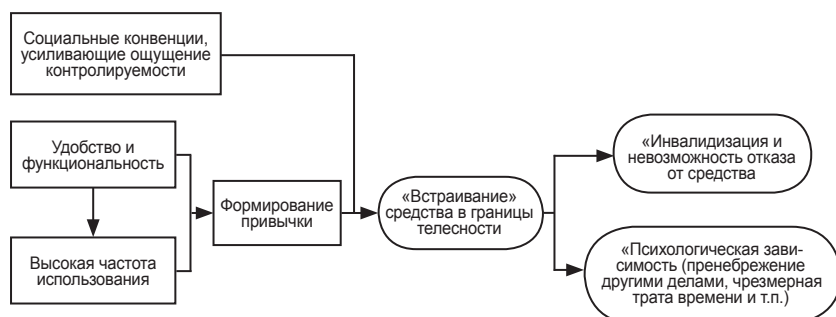 Социальные конвенции,
усиливающие ощущение
контролируемости
Удобство и
функциональность
Высокая частота
использования
Формирование
привычки
«Встраивание»
средства в границы
телесности
«Инвалидизация и
невозможность отказа
от средства
«Психологическая зави-
симость (пренебрежение
другими делами, чрезмерная
трата времени и т.п.)